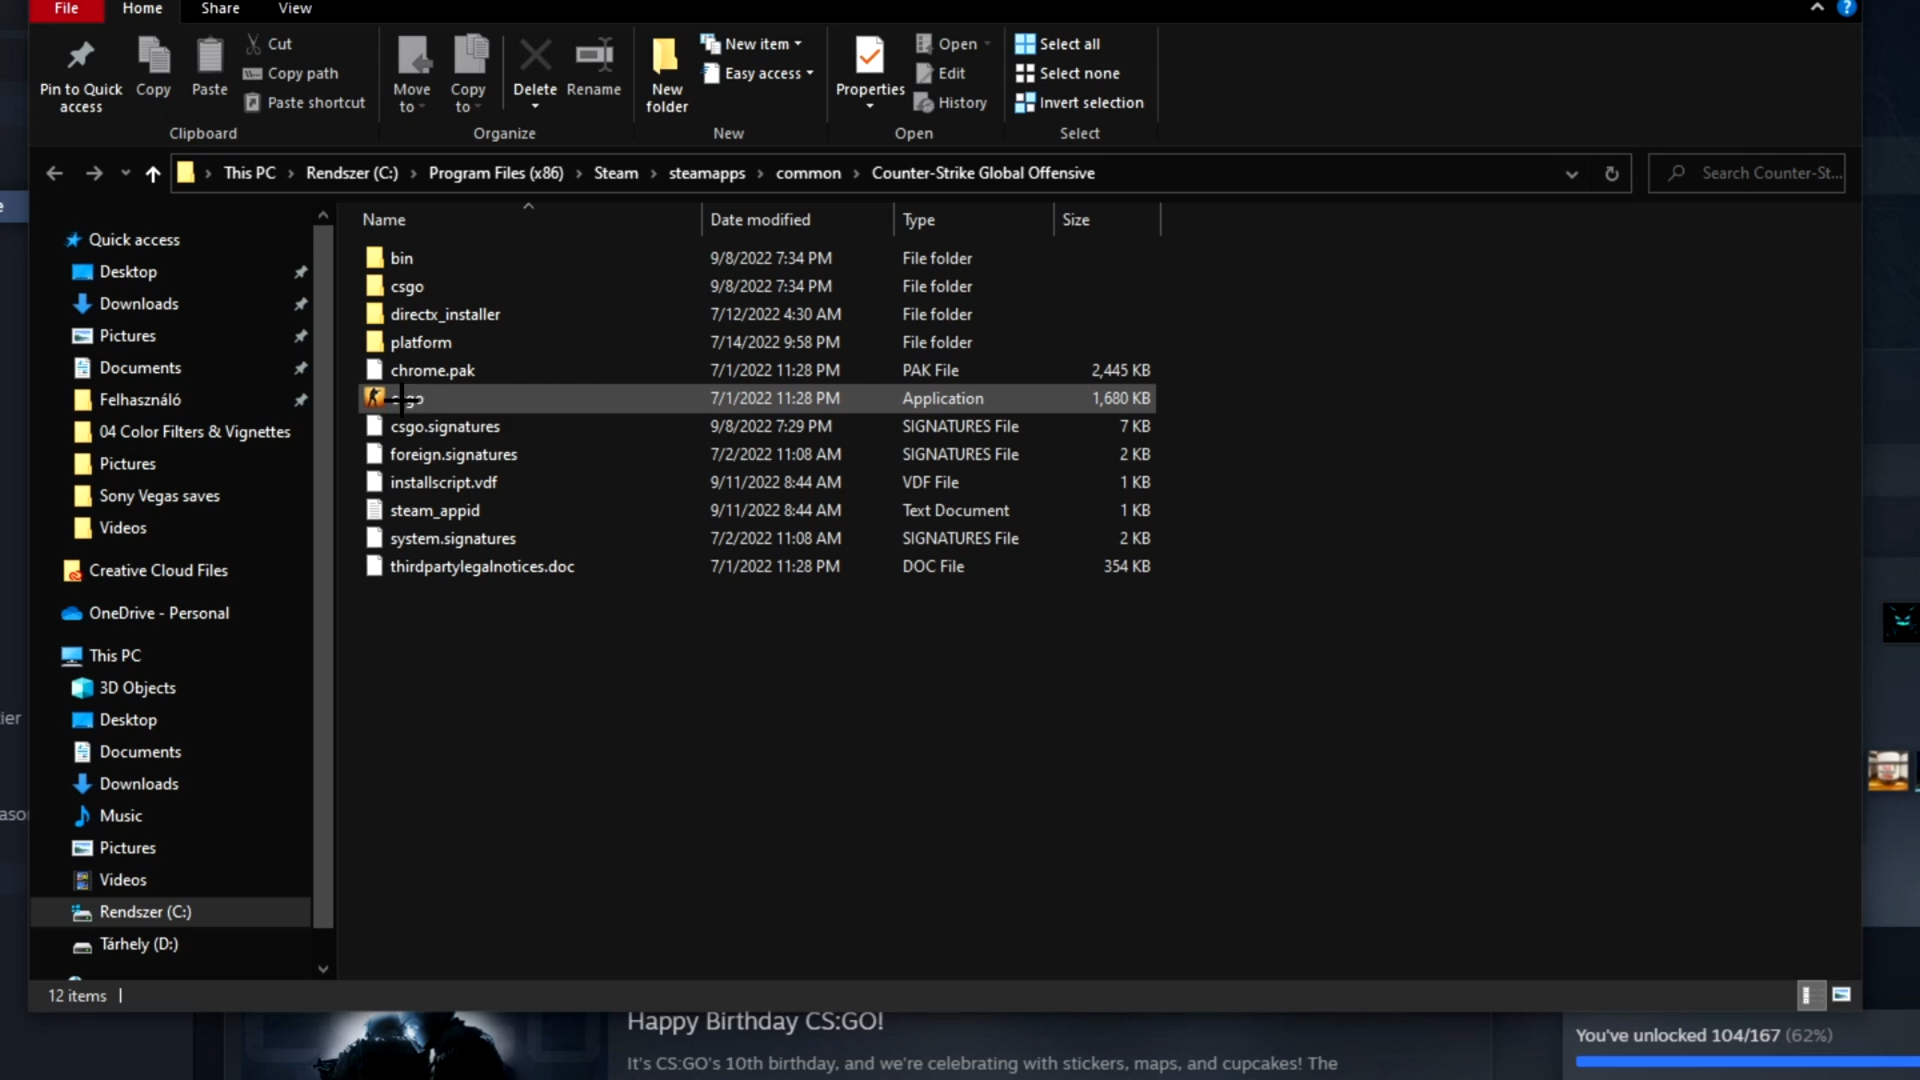 File Home Share View
Pin to Quick access
Copy
Paste
Cut
Copy path
Paste shortcut
Clipboard
Move to
Copy to
Delete
Rename
Organize
New folder
New item
Easy access
New
Properties
Open
Edit
History
Open
Select all
Select none
Invert selection
Select
This PC > Rendszer (C:) > Program Files (x86) > Steam > steamapps > common > Counter-Strike Global Offensive
Search Counter-St...
Quick access
Desktop
Downloads
Pictures
Documents
Felhasználó
04 Color Filters & Vignettes
Pictures
Sony Vegas saves
Videos
Creative Cloud Files
OneDrive - Personal
This PC
3D Objects
Desktop
Documents
Downloads
Music
Pictures
Videos
Rendszer (C:)
Tárhely (D:)
Name Date modified Type Size
bin 9/8/2022 7:34 PM File folder
csgo 9/8/2022 7:34 PM File folder
directx_installer 7/12/2022 4:30 AM File folder
platform 7/14/2022 9:58 PM File folder
chrome.pak 7/1/2022 11:28 PM PAK File 2,445 KB
csgo 7/1/2022 11:28 PM Application 1,680 KB
csgo.signatures 9/8/2022 7:29 PM SIGNATURES File 7 KB
foreign.signatures 7/2/2022 11:08 AM SIGNATURES File 2 KB
installscript.vdf 9/11/2022 8:44 AM VDF File 1 KB
steam_appid 9/11/2022 8:44 AM Text Document 1 KB
system.signatures 7/2/2022 11:08 AM SIGNATURES File 2 KB
thirdpartylegalnotices.doc 7/1/2022 11:28 PM DOC File 354 KB
12 items
Happy Birthday CS:GO!
It's CS:GO's 10th birthday, and we're celebrating with stickers, maps, and cupcakes! The
You've unlocked 104/167 (62%)